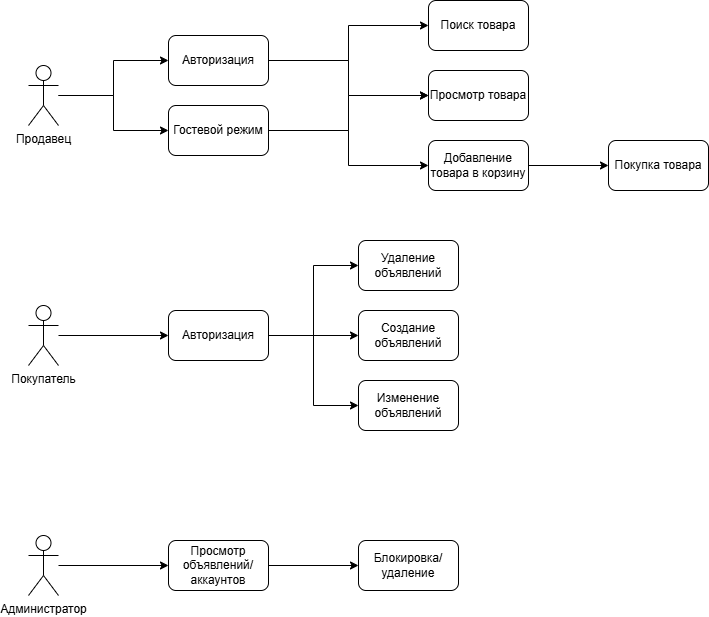 Поиск товара
Авторизация
Просмотр товара
Гостевой режим
Продавец
Добавление
товара в корзину
Покупка товара
Удаление
объявлений
Авторизация
Создание
объявлений
Покупатель
Изменение
объявлений
Просмотр
объявлений/
аккаунтов
Блокировка/
удаление
Администратор